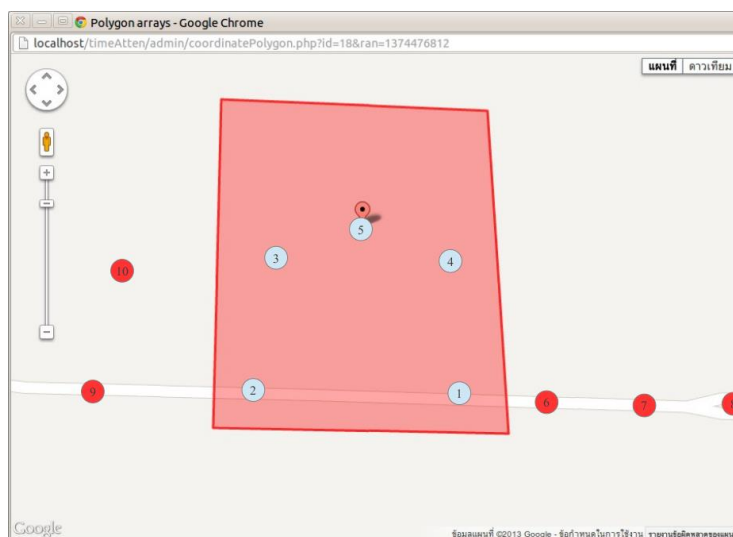 Polygon arrays - Google Chrome
localhost/timeAtten/admin/coordinatePolygon.php?id=18&ran=1374476812
แผนที่ ดาวเทียม
5
3
4
10
9
2
1
6
7
Google
ข้อมูลแผนที่ ©2013 Google - ข้อกำหนดในการใช้งาน